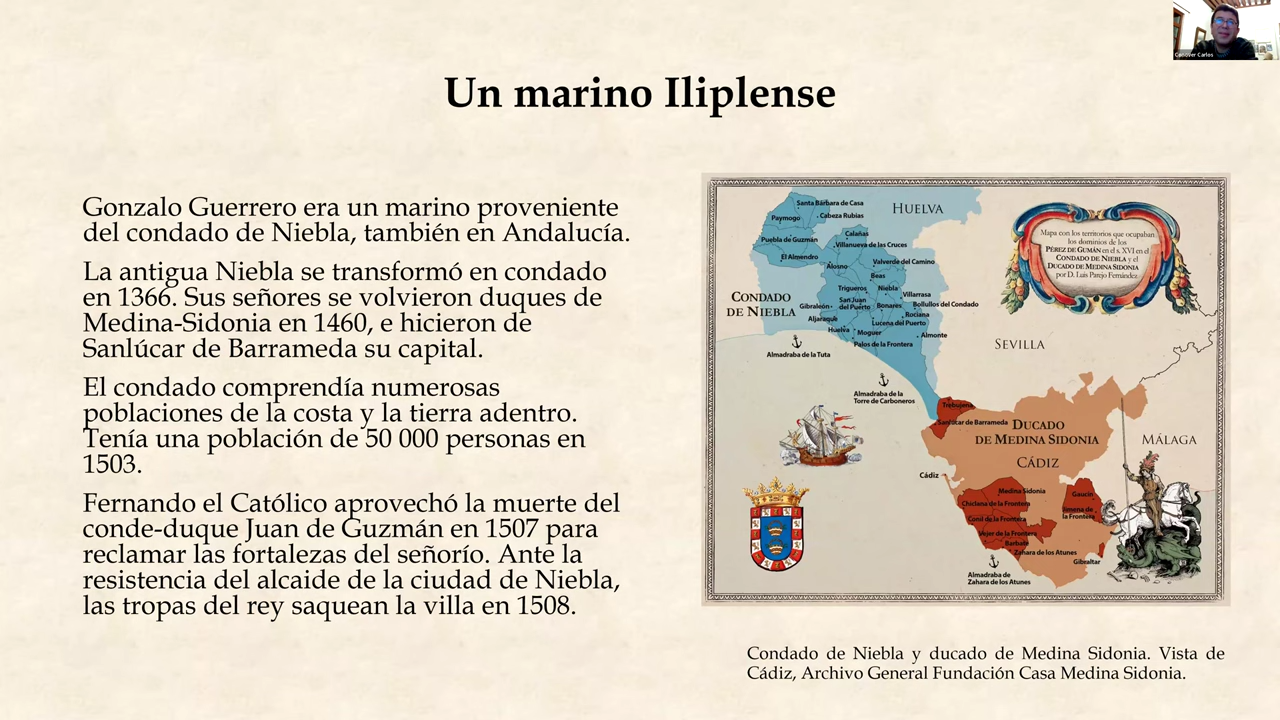 Conover Carlos
Un marino Iliplense
Gonzalo Guerrero era un marino proveniente
del condado de Niebla, también en Andalucía.
La antigua Niebla se transformó en condado
en 1366. Sus señores se volvieron duques de
Medina-Sidonia en 1460, e hicieron de
Sanlúcar de Barrameda su capital.
El condado comprendía numerosas
poblaciones de la costa y la tierra adentro.
Tenía una población de 50 000 personas en
1503.
Fernando el Católico aprovechó la muerte del
conde-duque Juan de Guzmán en 1507 para
reclamar las fortalezas del señorío. Ante la
resistencia del alcaide de la ciudad de Niebla,
las tropas del rey saquean la villa en 1508.
Mapa con los territorios que ocupaban
los dominios de los
PÉREZ DE GUMÁN en el s. XVI en el
CONDADO DE NIEBLA y el
DUCADO DE MEDINA SIDONIA
por D. Luis Parejo Fernández
HUELVA
Santa Bárbara de Casa
Cabeza Rubias
Paymogo
Calañas
Puebla de Guzmán
Villanueva de las Cruces
El Almendro
Valverde del Camino
Alosno
Beas
CONDADO
DE NIEBLA
Trigueros
Niebla
Villarrasa
San Juan
del Puerto
Gibraleón
Bonares
Bollullos del Condado
Rociana
Aljaraque
Lucena del Puerto
Huelva
Moguer
Almonte
Palos de la Frontera
SEVILLA
Almadraba de la Tuta
Almadraba de la
Torre de Carboneros
Trebujena
Sanlúcar de Barrameda
DUCADO
DE MEDINA SIDONIA
MÁLAGA
CÁDIZ
Cádiz
Medina Sidonia
Gaucín
Chiclana de la Frontera
Jimena de
la Frontera
Conil de la Frontera
Vejer de la Frontera
Barbate
Zahara de los Atunes
Gibraltar
Almadraba de
Zahara de los Atunes
Condado de Niebla y ducado de Medina Sidonia. Vista de
Cádiz, Archivo General Fundación Casa Medina Sidonia.